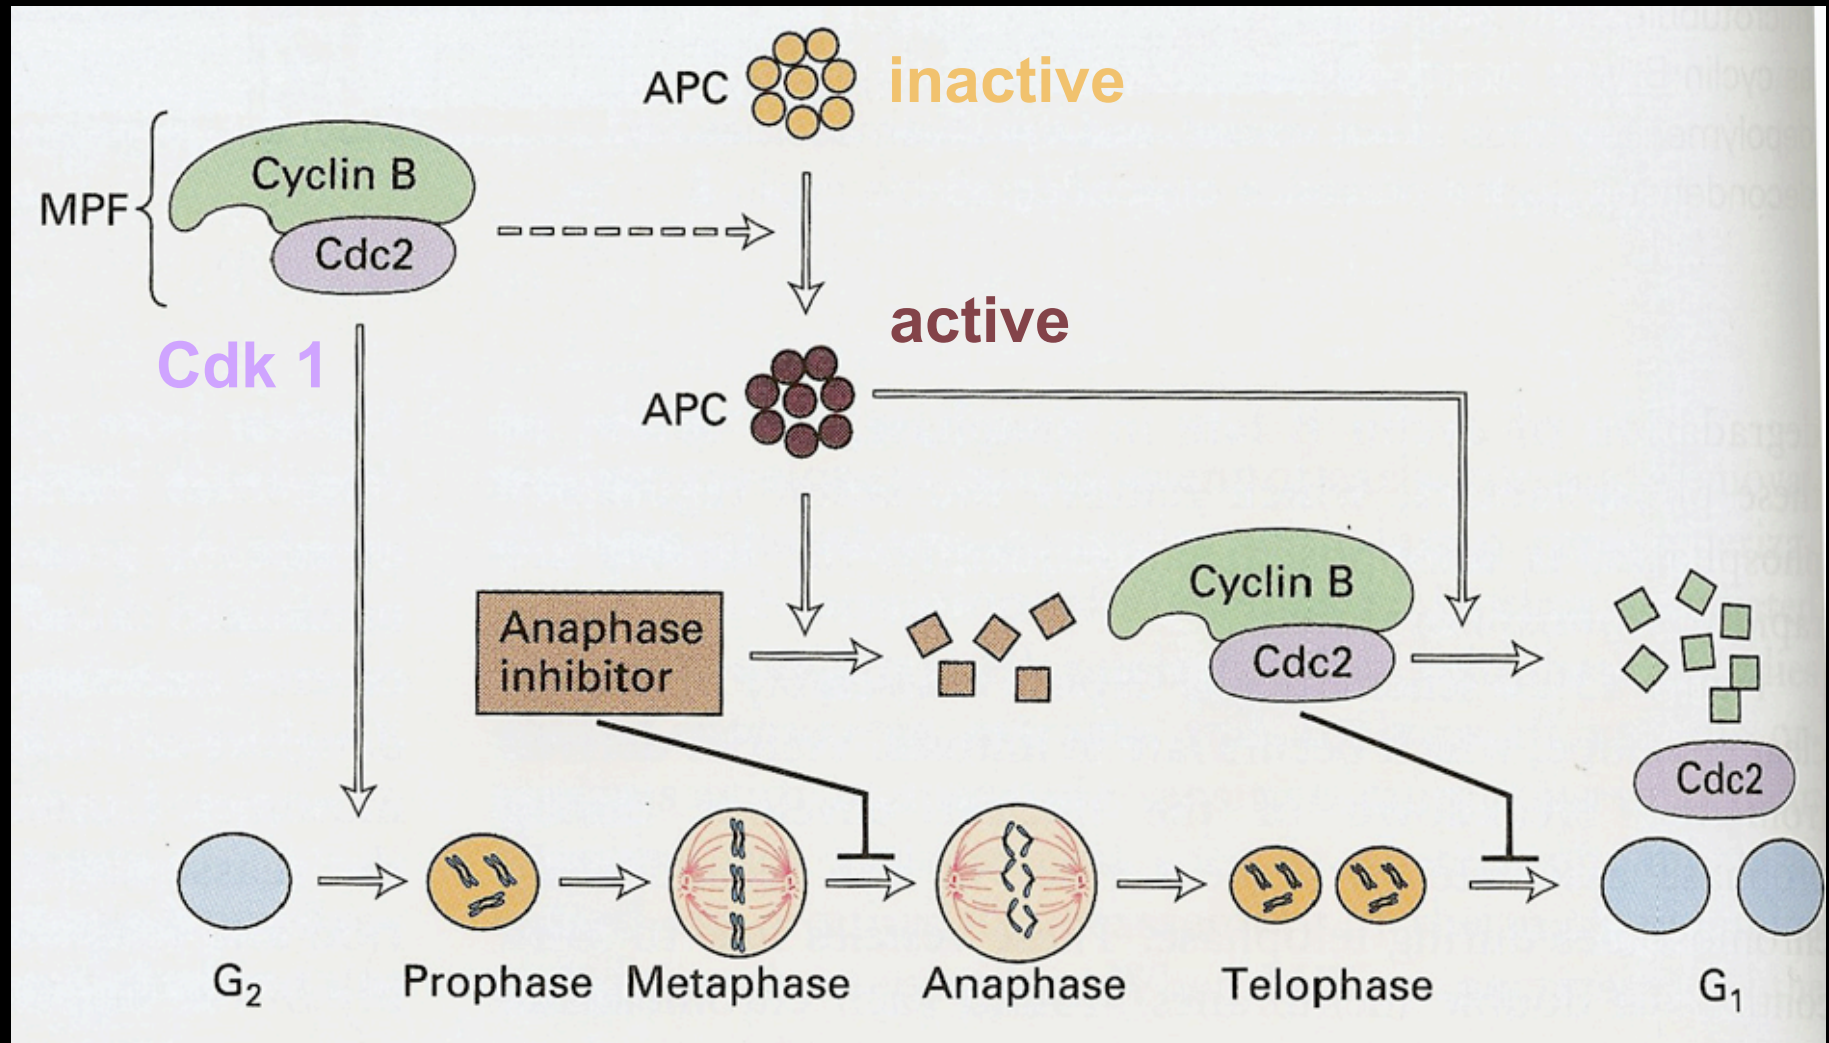 APC
inactive
MPF
Cyclin B
Cdc2
Cdk 1
active
APC
Anaphase
inhibitor
Cyclin B
Cdc2
Cdc2
G₂
Prophase
Metaphase
Anaphase
Telophase
G₁